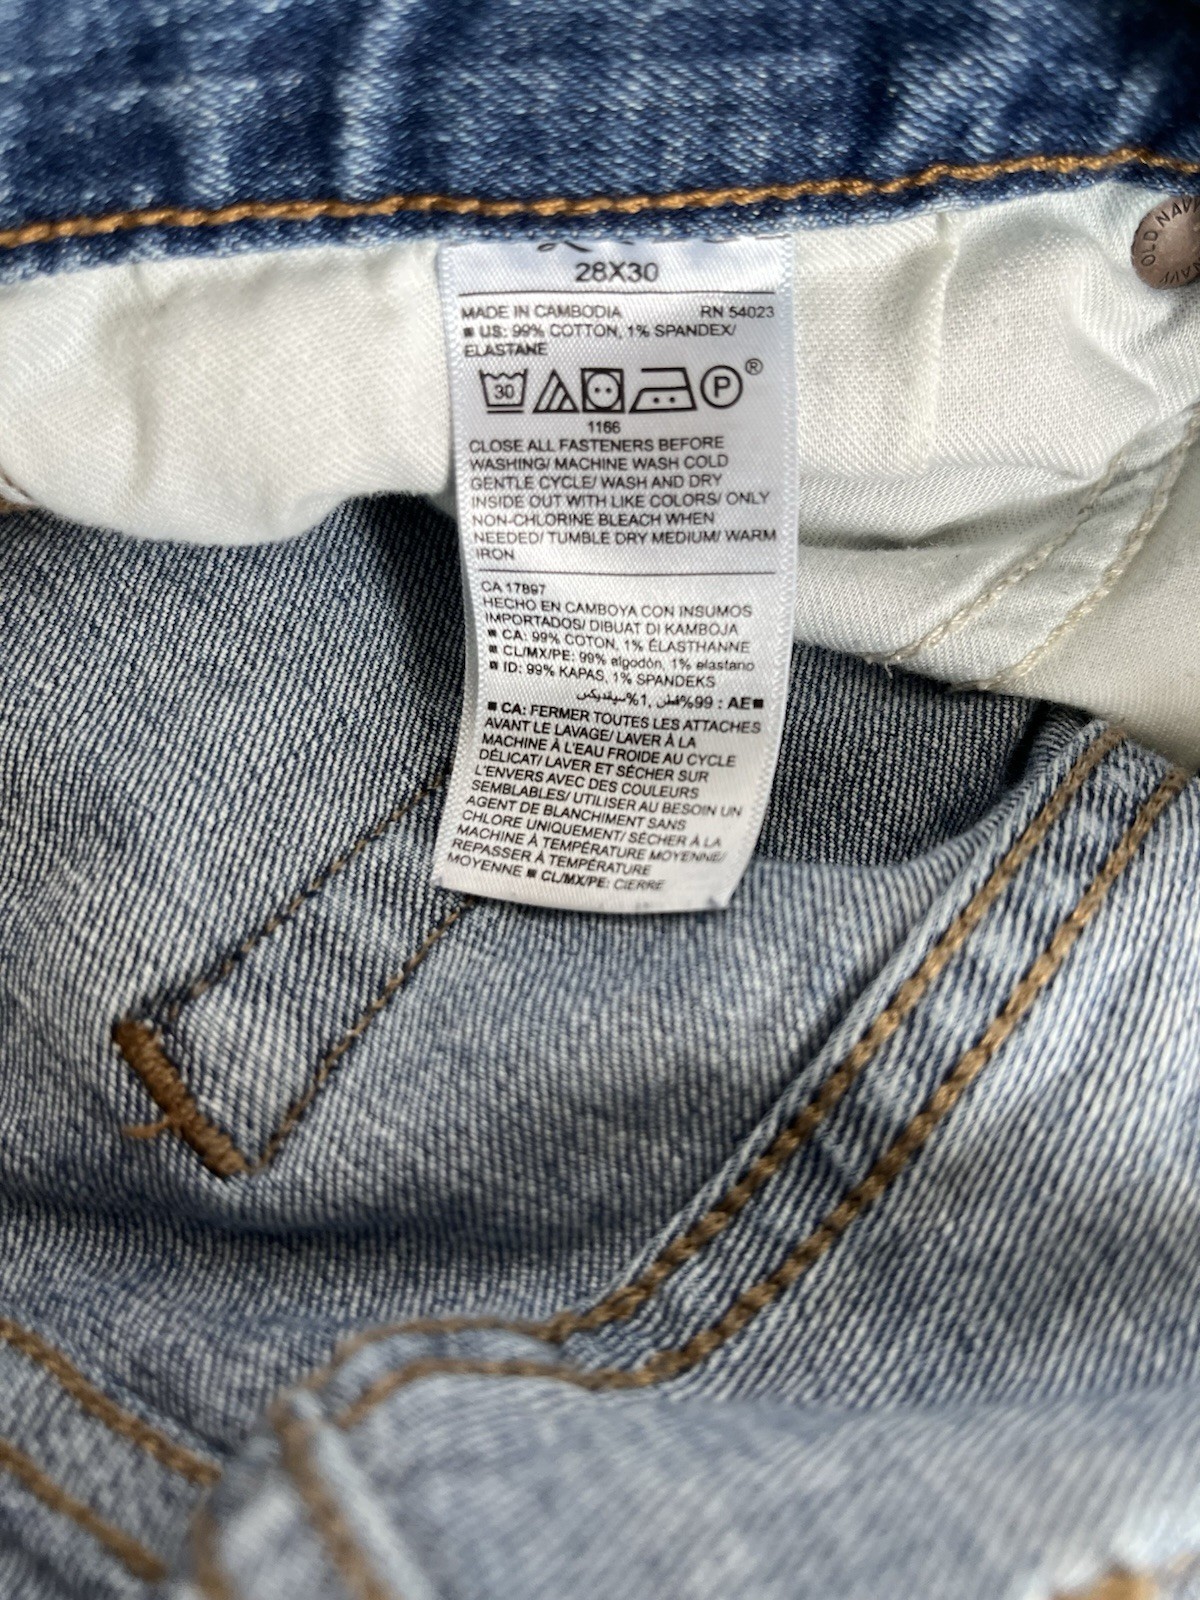 28X30
MADE IN CAMBODIA RN 54023
■ US: 99% COTTON, 1% SPANDEX/
ELASTANE
30 P ®
1166
CLOSE ALL FASTENERS BEFORE
WASHING/ MACHINE WASH COLD
GENTLE CYCLE/ WASH AND DRY
INSIDE OUT WITH LIKE COLORS/ ONLY
NON-CHLORINE BLEACH WHEN
NEEDED/ TUMBLE DRY MEDIUM/ WARM
IRON
CA 17897
HECHO EN CAMBOYA CON INSUMOS
IMPORTADOS/ DIBUAT DI KAMBOJA
■ CA: 99% COTON, 1% ÉLASTHANNE
■ CL/MX/PE: 99% algodón, 1% elastano
■ ID: 99% KAPAS, 1% SPANDEKS
■ AE : 99% قطن, 1% سبانديكس
■ CA: FERMER TOUTES LES ATTACHES
AVANT LE LAVAGE/ LAVER À LA
MACHINE À L'EAU FROIDE AU CYCLE
DÉLICAT/ LAVER ET SÉCHER SUR
L'ENVERS AVEC DES COULEURS
SEMBLABLES/ UTILISER AU BESOIN UN
AGENT DE BLANCHIMENT SANS
CHLORE UNIQUEMENT/ SÉCHER À LA
MACHINE À TEMPÉRATURE MOYENNE/
REPASSER À TEMPÉRATURE
MOYENNE ■ CL/MX/PE: CIERRE
OLD NAVY
NAVY